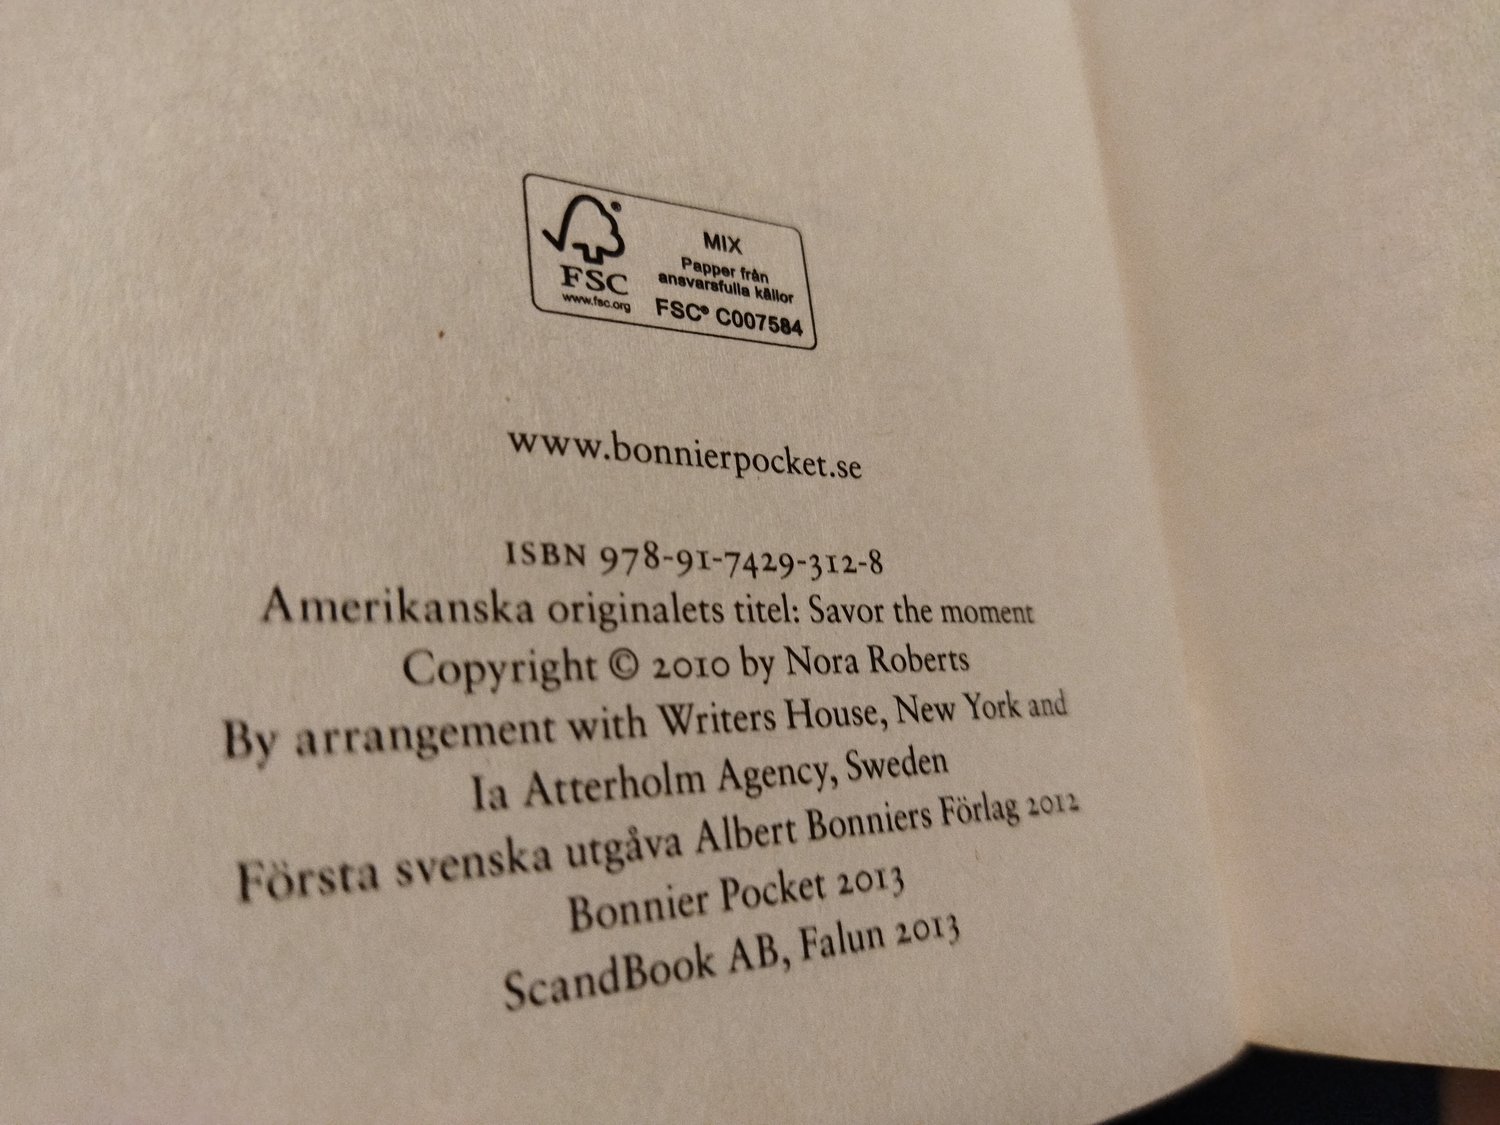 FSC®
www.fsc.org
MIX
Papper från
ansvarsfulla källor
FSC® C007584
www.bonnierpocket.se
ISBN 978-91-7429-312-8
Amerikanska originalets titel: Savor the moment
Copyright © 2010 by Nora Roberts
By arrangement with Writers House, New York and
Ia Atterholm Agency, Sweden
Första svenska utgåva Albert Bonniers Förlag 2012
Bonnier Pocket 2013
ScandBook AB, Falun 2013